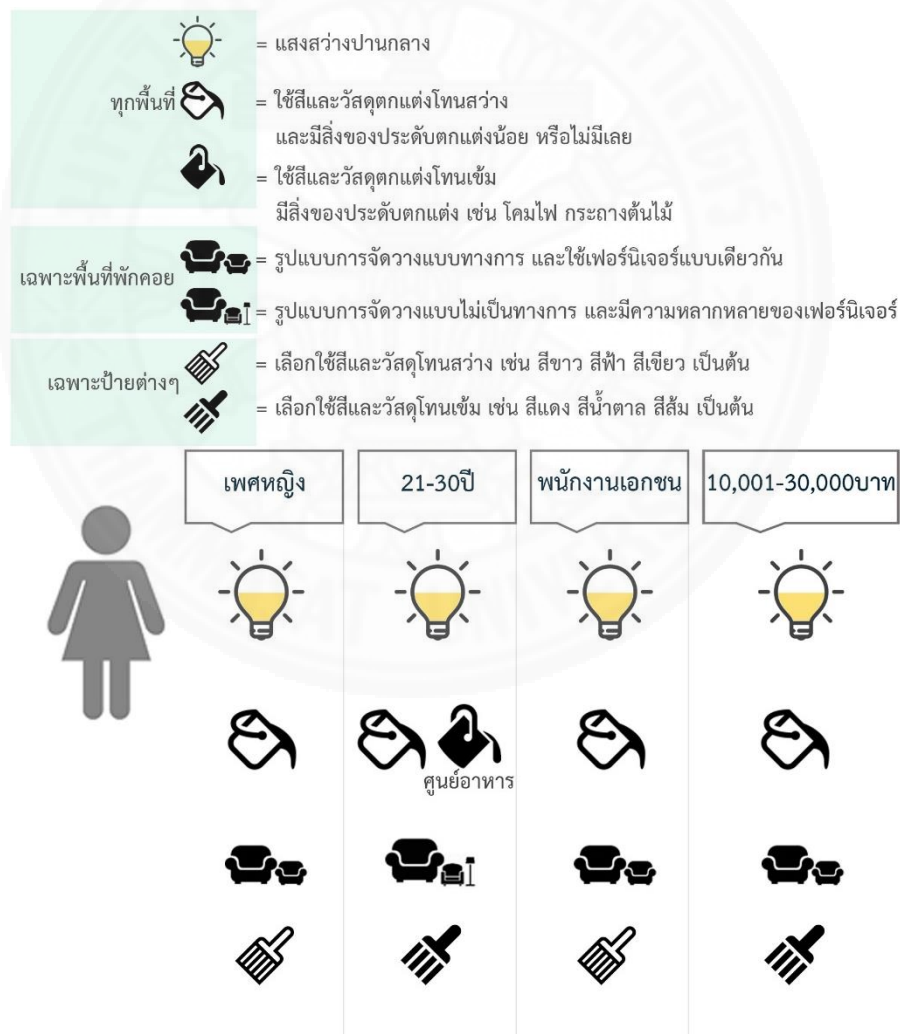 = แสงสว่างปานกลาง
ทุกพื้นที่
= ใช้สีและวัสดุตกแต่งโทนสว่าง
และมีสิ่งของประดับตกแต่งน้อย หรือไม่มีเลย
= ใช้สีและวัสดุตกแต่งโทนเข้ม
มีสิ่งของประดับตกแต่ง เช่น โคมไฟ กระถางต้นไม้
เฉพาะพื้นที่พักคอย
= รูปแบบการจัดวางแบบทางการ และใช้เฟอร์นิเจอร์แบบเดียวกัน
= รูปแบบการจัดวางแบบไม่เป็นทางการ และมีความหลากหลายของเฟอร์นิเจอร์
เฉพาะป้ายต่างๆ
= เลือกใช้สีและวัสดุโทนสว่าง เช่น สีขาว สีฟ้า สีเขียว เป็นต้น
= เลือกใช้สีและวัสดุโทนเข้ม เช่น สีแดง สีน้ำตาล สีส้ม เป็นต้น
เพศหญิง
21-30ปี
พนักงานเอกชน
10,001-30,000บาท
ศูนย์อาหาร